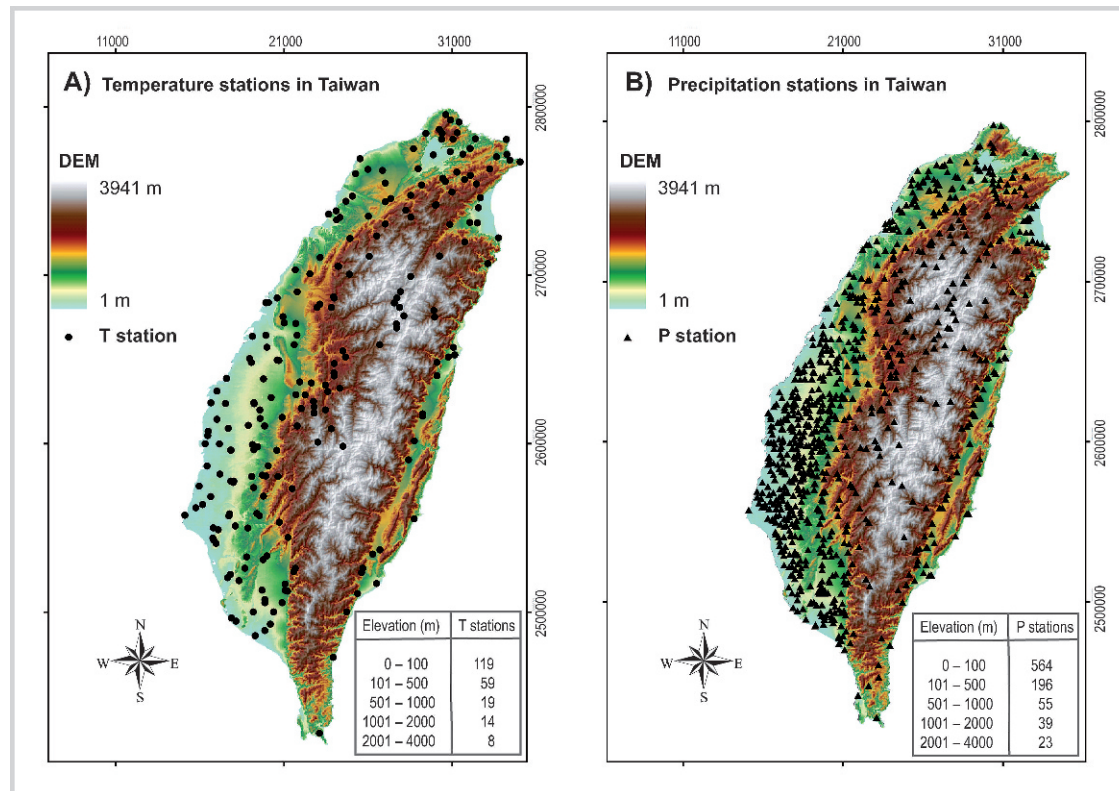 11000 21000 31000
A) Temperature stations in Taiwan
DEM
3941 m
1 m
T station
2800000
2700000
2600000
2500000
N
W E
S
Elevation (m) T stations
0 – 100 119
101 – 500 59
501 – 1000 19
1001 – 2000 14
2001 – 4000 8
11000 21000 31000
B) Precipitation stations in Taiwan
DEM
3941 m
1 m
P station
2800000
2700000
2600000
2500000
N
W E
S
Elevation (m) P stations
0 – 100 564
101 – 500 196
501 – 1000 55
1001 – 2000 39
2001 – 4000 23